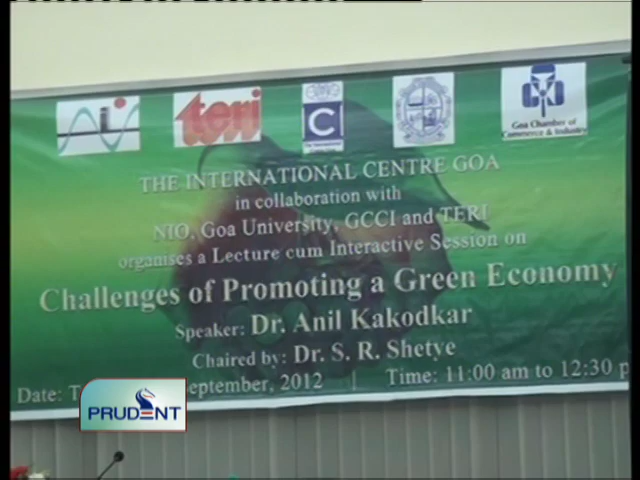 teri
C
Goa Chamber of
Commerce & Industry
THE INTERNATIONAL CENTRE GOA
in collaboration with
NIO, Goa University, GCCI and TERI
organises a Lecture cum Interactive Session on
Challenges of Promoting a Green Economy
Speaker: Dr. Anil Kakodkar
Chaired by: Dr. S. R. Shetye
Date: September, 2012 | Time: 11:00 am to 12:30 p
PRUDENT